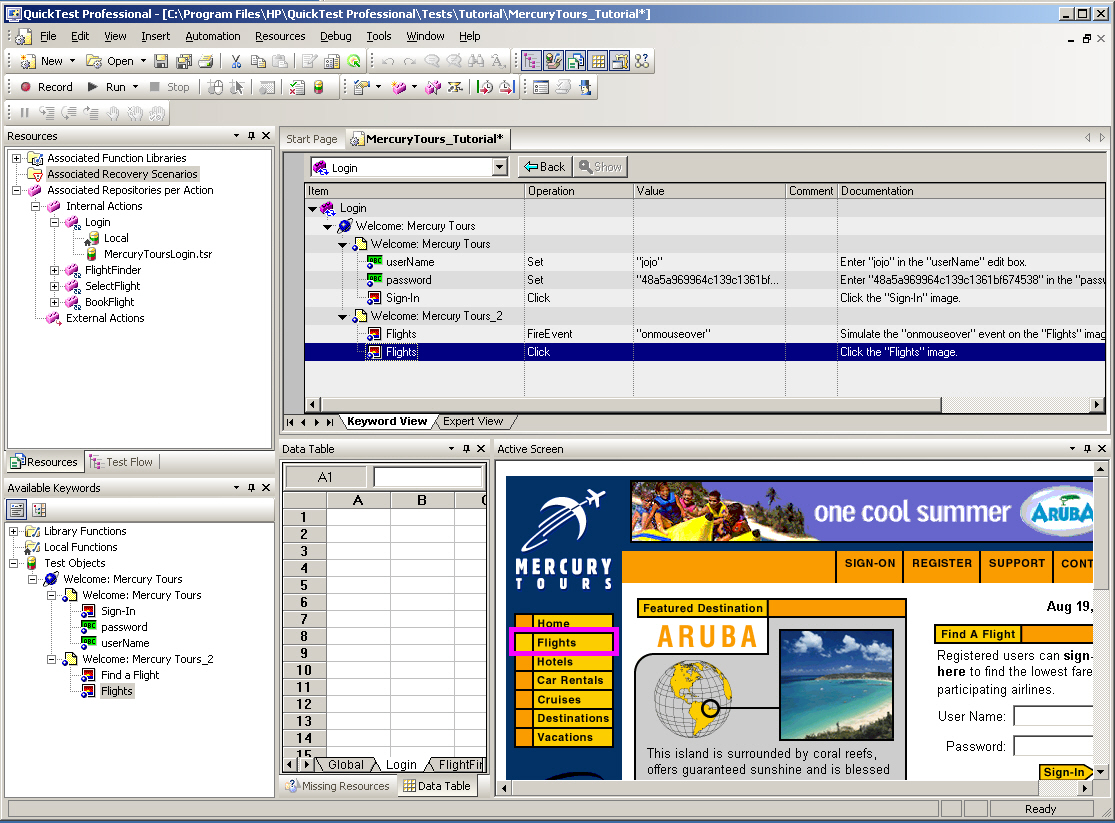 QuickTest Professional - [C:\Program Files\HP\QuickTest Professional\Tests\Tutorial\MercuryTours_Tutorial*]
File Edit View Insert Automation Resources Debug Tools Window Help
New Open
Record Run Stop
Resources
Associated Function Libraries
Associated Recovery Scenarios
Associated Repositories per Action
Internal Actions
Login
Local
MercuryToursLogin.tsr
FlightFinder
SelectFlight
BookFlight
External Actions
Resources Test Flow
Start Page MercuryTours_Tutorial*
Login Back Show
Item Operation Value Comment Documentation
Login
Welcome: Mercury Tours
Welcome: Mercury Tours
userName Set "jojo" Enter "jojo" in the "userName" edit box.
password Set "48a5a969964c139c1361bf... Enter "48a5a969964c139c1361bf674538" in the "passw
Sign-In Click Click the "Sign-In" image.
Welcome: Mercury Tours_2
Flights FireEvent "onmouseover" Simulate the "onmouseover" event on the "Flights" imag
Flights Click Click the "Flights" image.
Keyword View Expert View
Available Keywords
Library Functions
Local Functions
Test Objects
Welcome: Mercury Tours
Welcome: Mercury Tours
Sign-In
password
userName
Welcome: Mercury Tours_2
Find a Flight
Flights
Data Table
A1
A B C
1
2
3
4
5
6
7
8
9
10
11
12
13
14
15
Global Login FlightFin
Missing Resources Data Table
Active Screen
MERCURY
TOURS
one cool summer ARUBA
SIGN-ON REGISTER SUPPORT CONT
Home
Flights
Hotels
Car Rentals
Cruises
Destinations
Vacations
Featured Destination
ARUBA
This island is surrounded by coral reefs,
offers guaranteed sunshine and is blessed
Aug 19,
Find A Flight
Registered users can sign-
here to find the lowest fare
participating airlines.
User Name:
Password:
Sign-In
Ready